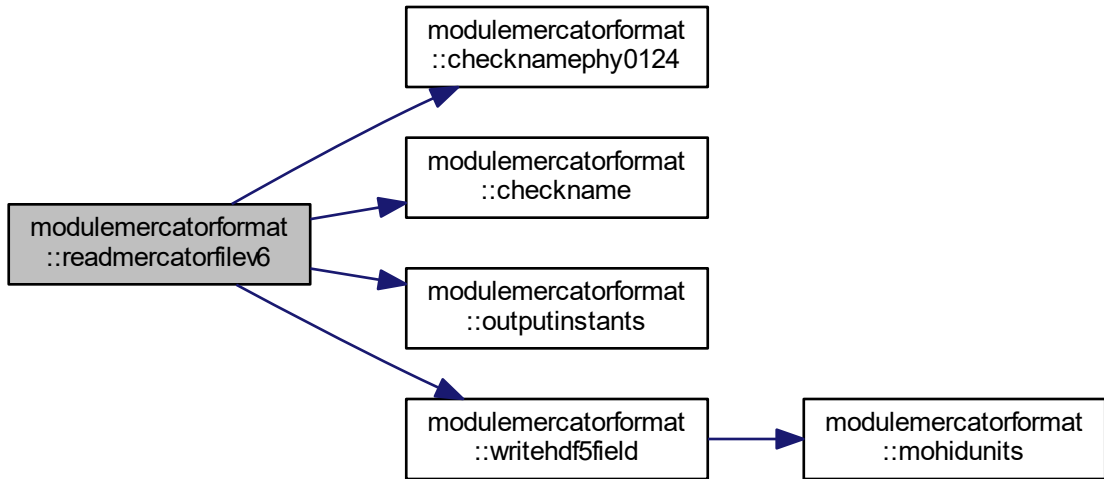 modulemercatorformat
::checknamephy0124
modulemercatorformat
::checkname
modulemercatorformat
::readmercatorfilev6
modulemercatorformat
::outputinstants
modulemercatorformat
::writehdf5field
modulemercatorformat
::mohidunits